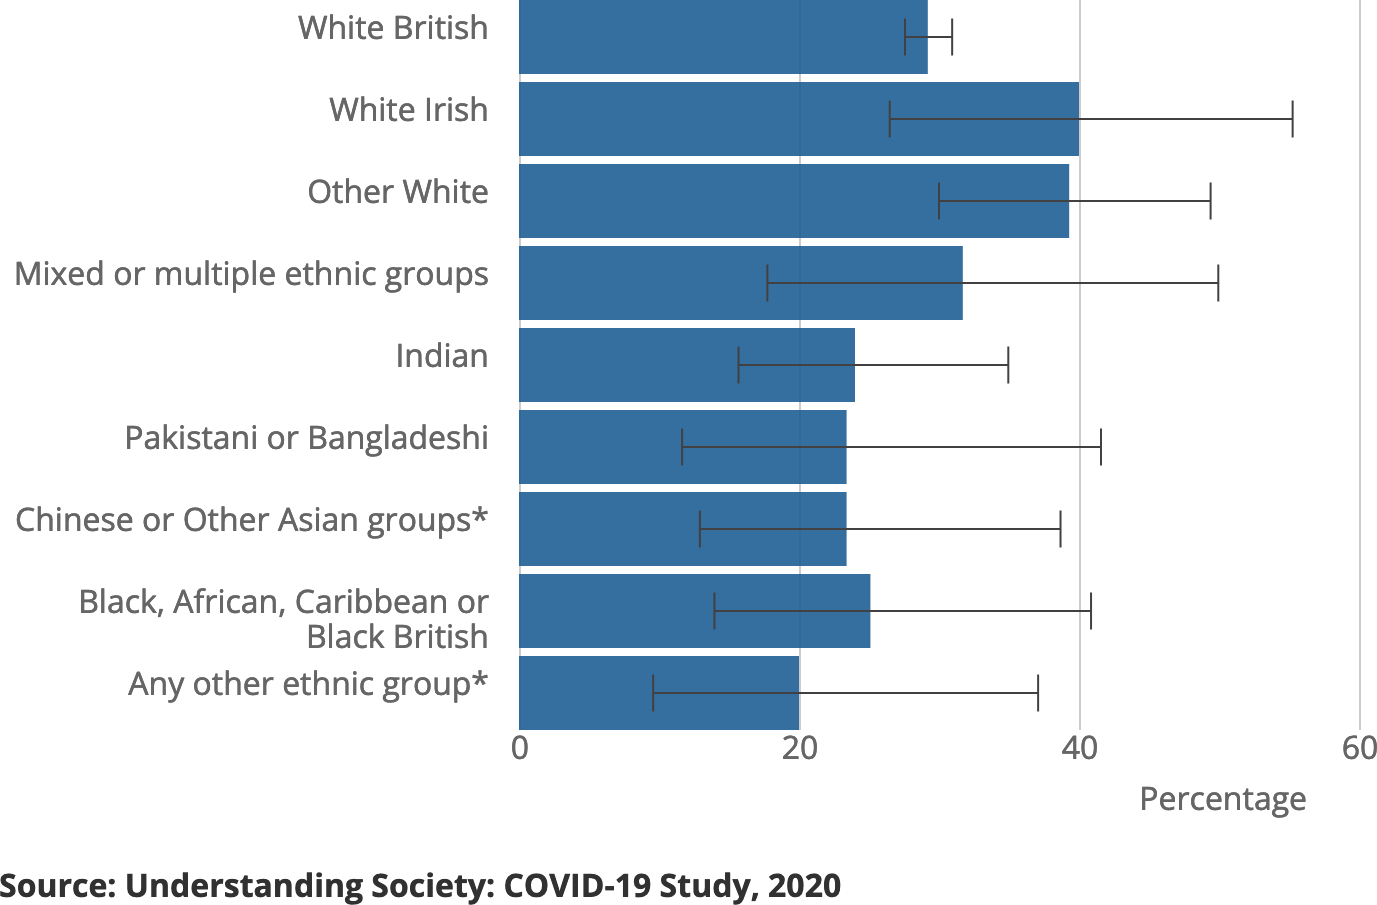 White British
White Irish
Other White
Mixed or multiple ethnic groups
Indian
Pakistani or Bangladeshi
Chinese or Other Asian groups*
Black, African, Caribbean or
Black British
Any other ethnic group*
0 20 40 60
Percentage
Source: Understanding Society: COVID-19 Study, 2020